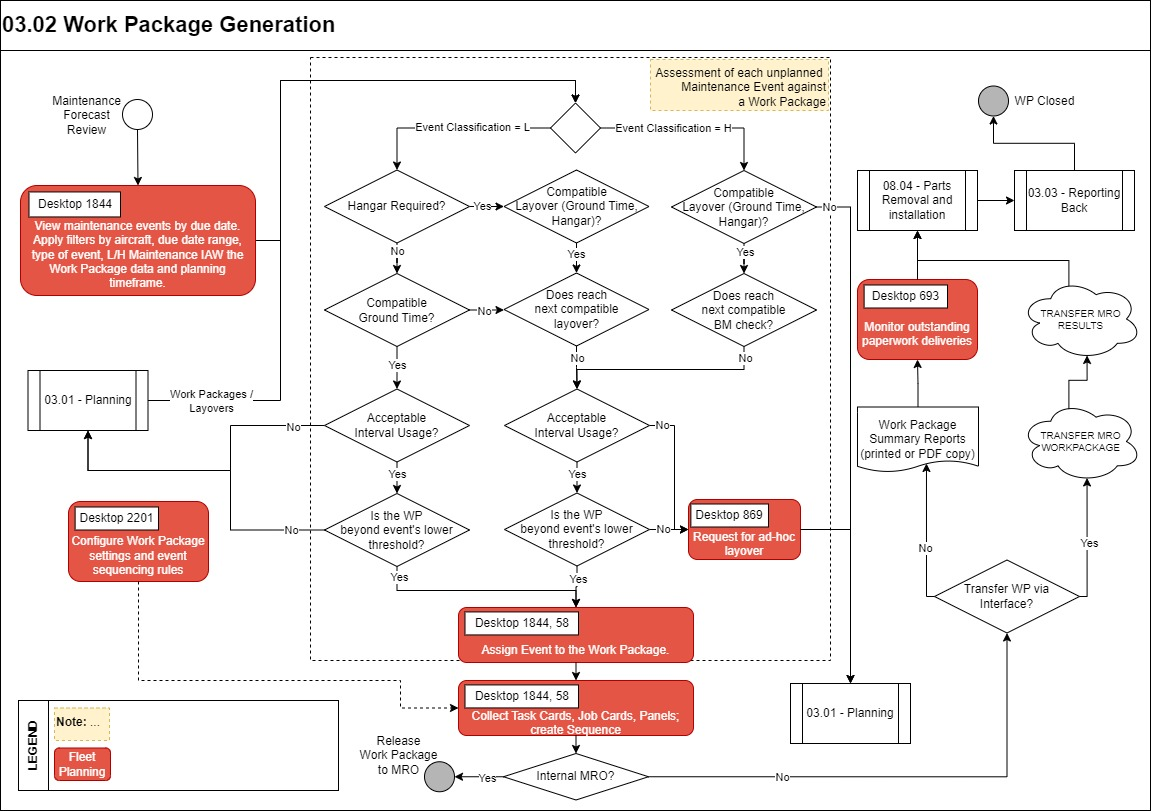 03.02 Work Package Generation
Assessment of each unplanned
Maintenance Event against
a Work Package
Maintenance
Forecast
Review
WP Closed
Event Classification = L
Event Classification = H
Desktop 1844
View maintenance events by due date.
Apply filters by aircraft, due date range,
type of event, L/H Maintenance IAW the
Work Package data and planning
timeframe.
Hangar Required?
Yes
Compatible
Layover (Ground Time,
Hangar)?
Compatible
Layover (Ground Time,
Hangar)?
No
08.04 - Parts
Removal and
installation
03.03 - Reporting
Back
No
Yes
Yes
Compatible
Ground Time?
No
Does reach
next compatible
layover?
Does reach
next compatible
BM check?
Desktop 693
Monitor outstanding
paperwork deliveries
TRANSFER MRO
RESULTS
Yes
No
No
03.01 - Planning
Work Packages /
Layovers
Acceptable
Interval Usage?
No
Acceptable
Interval Usage?
No
Work Package
Summary Reports
(printed or PDF copy)
TRANSFER MRO
WORKPACKAGE
Yes
Yes
Desktop 2201
Configure Work Package
settings and event
sequencing rules
No
Is the WP
beyond event's lower
threshold?
Is the WP
beyond event's lower
threshold?
No
Desktop 869
Request for ad-hoc
layover
No
Yes
Yes
Yes
Transfer WP via
Interface?
Desktop 1844, 58
Assign Event to the Work Package.
Desktop 1844, 58
Collect Task Cards, Job Cards, Panels;
create Sequence
03.01 - Planning
LEGEND
Note: ...
Fleet
Planning
Release
Work Package
to MRO
Yes
Internal MRO?
No